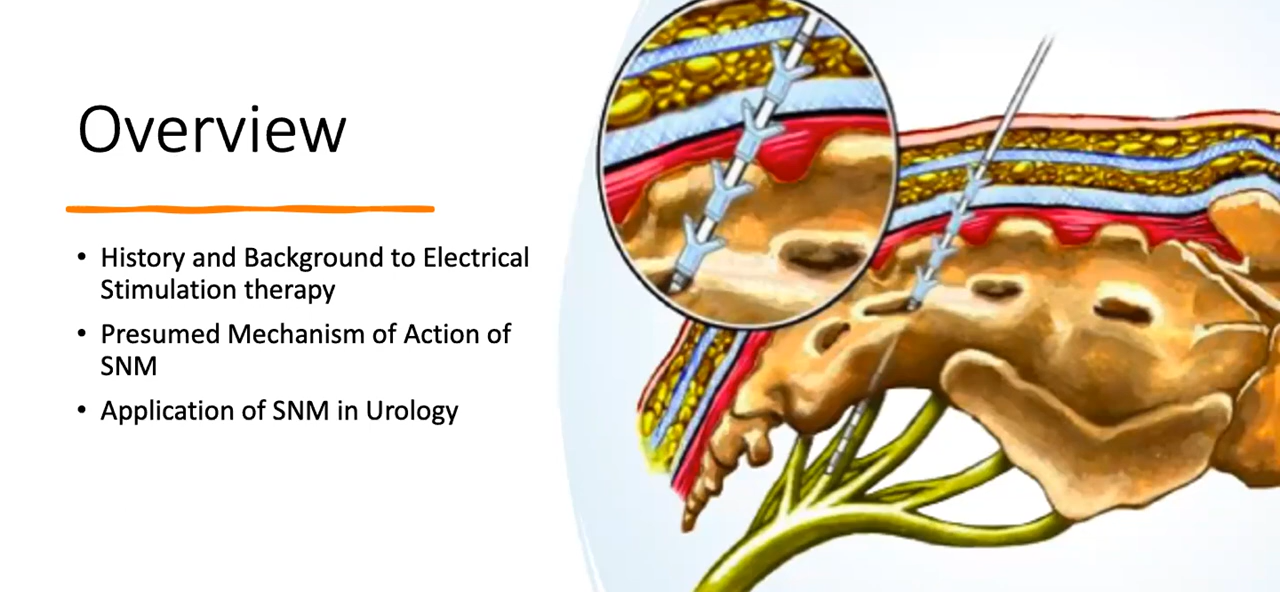 Overview
• History and Background to Electrical
Stimulation therapy
• Presumed Mechanism of Action of
SNM
• Application of SNM in Urology